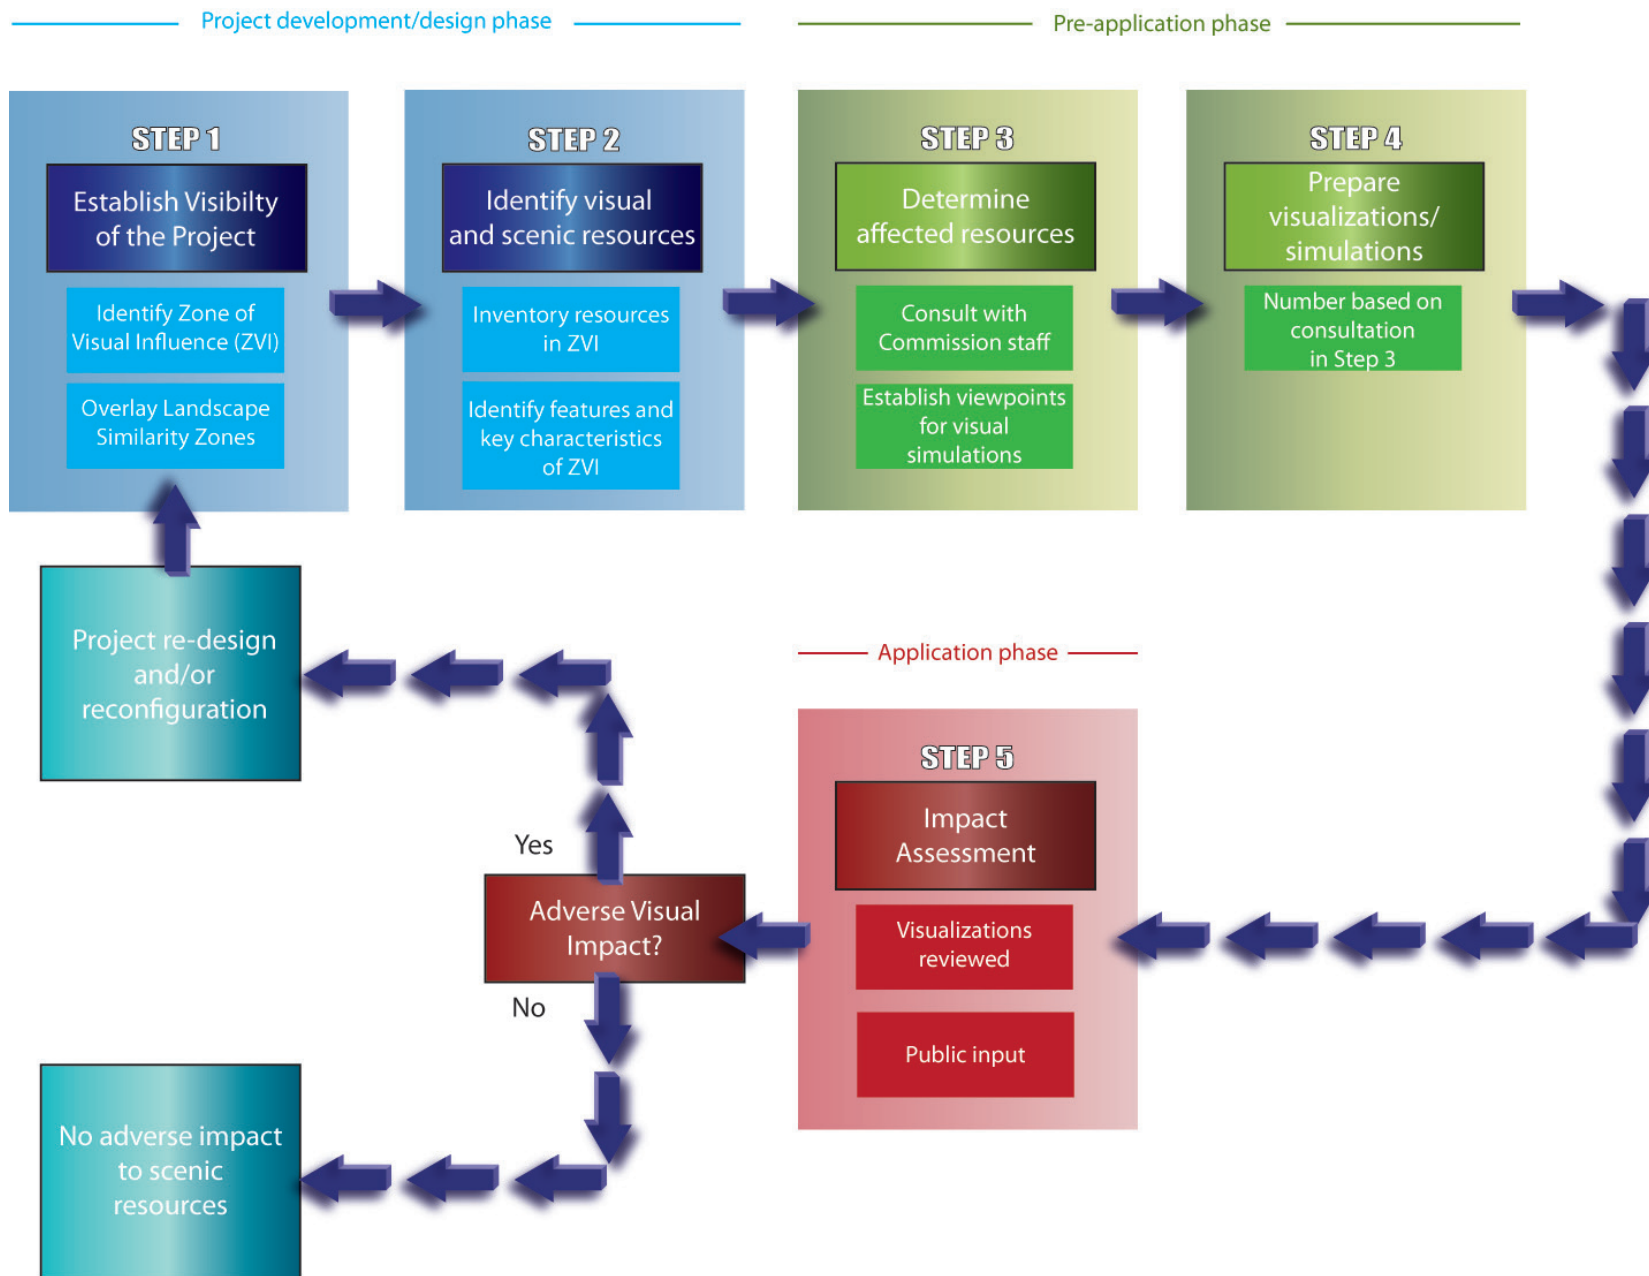 Project development/design phase
Pre-application phase
STEP 1
Establish Visibilty
of the Project
Identify Zone of
Visual Influence (ZVI)
Overlay Landscape
Similarity Zones
STEP 2
Identify visual
and scenic resources
Inventory resources
in ZVI
Identify features and
key characteristics
of ZVI
STEP 3
Determine
affected resources
Consult with
Commission staff
Establish viewpoints
for visual
simulations
STEP 4
Prepare
visualizations/
simulations
Number based on
consultation
in Step 3
Application phase
STEP 5
Impact
Assessment
Visualizations
reviewed
Public input
Adverse Visual
Impact?
Yes
No
Project re-design
and/or
reconfiguration
No adverse impact
to scenic
resources